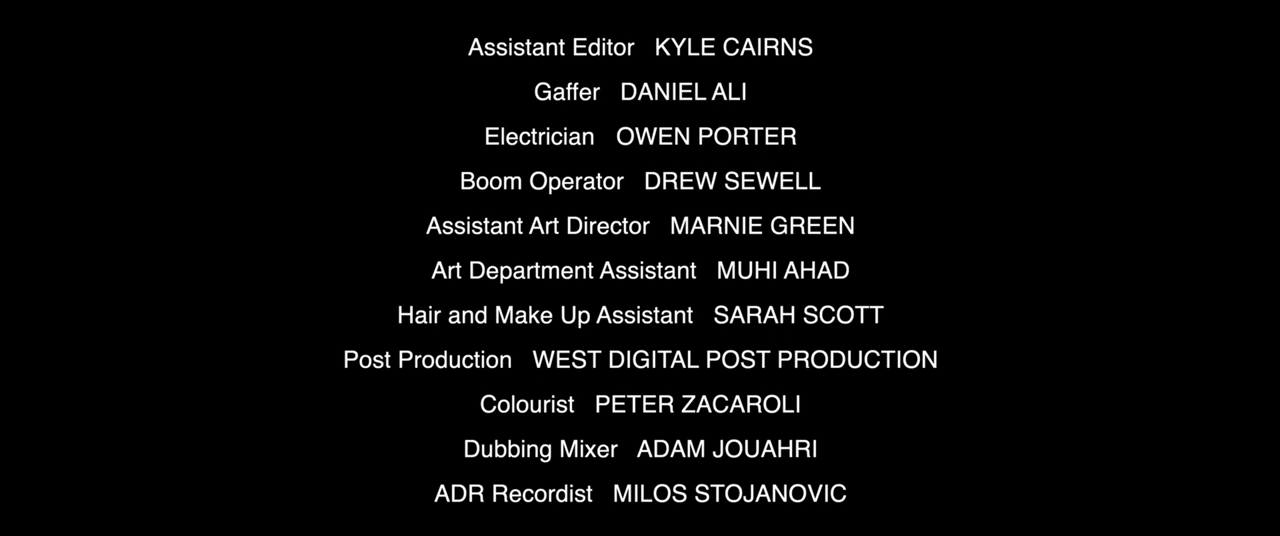 Assistant Editor KYLE CAIRNS
Gaffer DANIEL ALI
Electrician OWEN PORTER
Boom Operator DREW SEWELL
Assistant Art Director MARNIE GREEN
Art Department Assistant MUHI AHAD
Hair and Make Up Assistant SARAH SCOTT
Post Production WEST DIGITAL POST PRODUCTION
Colourist PETER ZACAROLI
Dubbing Mixer ADAM JOUAHRI
ADR Recordist MILOS STOJANOVIC